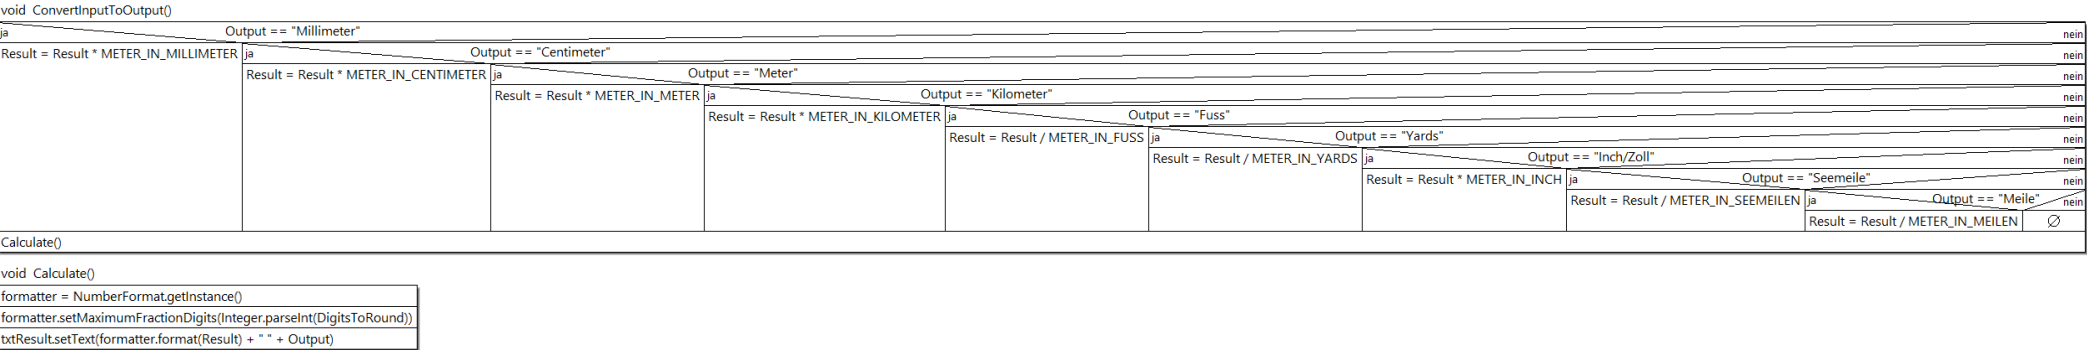 void ConvertInputToOutput()
Output == "Millimeter"
ja
nein
Result = Result * METER_IN_MILLIMETER
Output == "Centimeter"
ja
nein
Result = Result * METER_IN_CENTIMETER
Output == "Meter"
ja
nein
Result = Result * METER_IN_METER
Output == "Kilometer"
ja
nein
Result = Result * METER_IN_KILOMETER
Output == "Fuss"
ja
nein
Result = Result / METER_IN_FUSS
Output == "Yards"
ja
nein
Result = Result / METER_IN_YARDS
Output == "Inch/Zoll"
ja
nein
Result = Result * METER_IN_INCH
Output == "Seemeile"
ja
nein
Result = Result / METER_IN_SEEMEILEN
Output == "Meile"
ja
nein
Result = Result / METER_IN_MEILEN
∅
Calculate()
void Calculate()
formatter = NumberFormat.getInstance()
formatter.setMaximumFractionDigits(Integer.parseInt(DigitsToRound))
txtResult.setText(formatter.format(Result) + " " + Output)